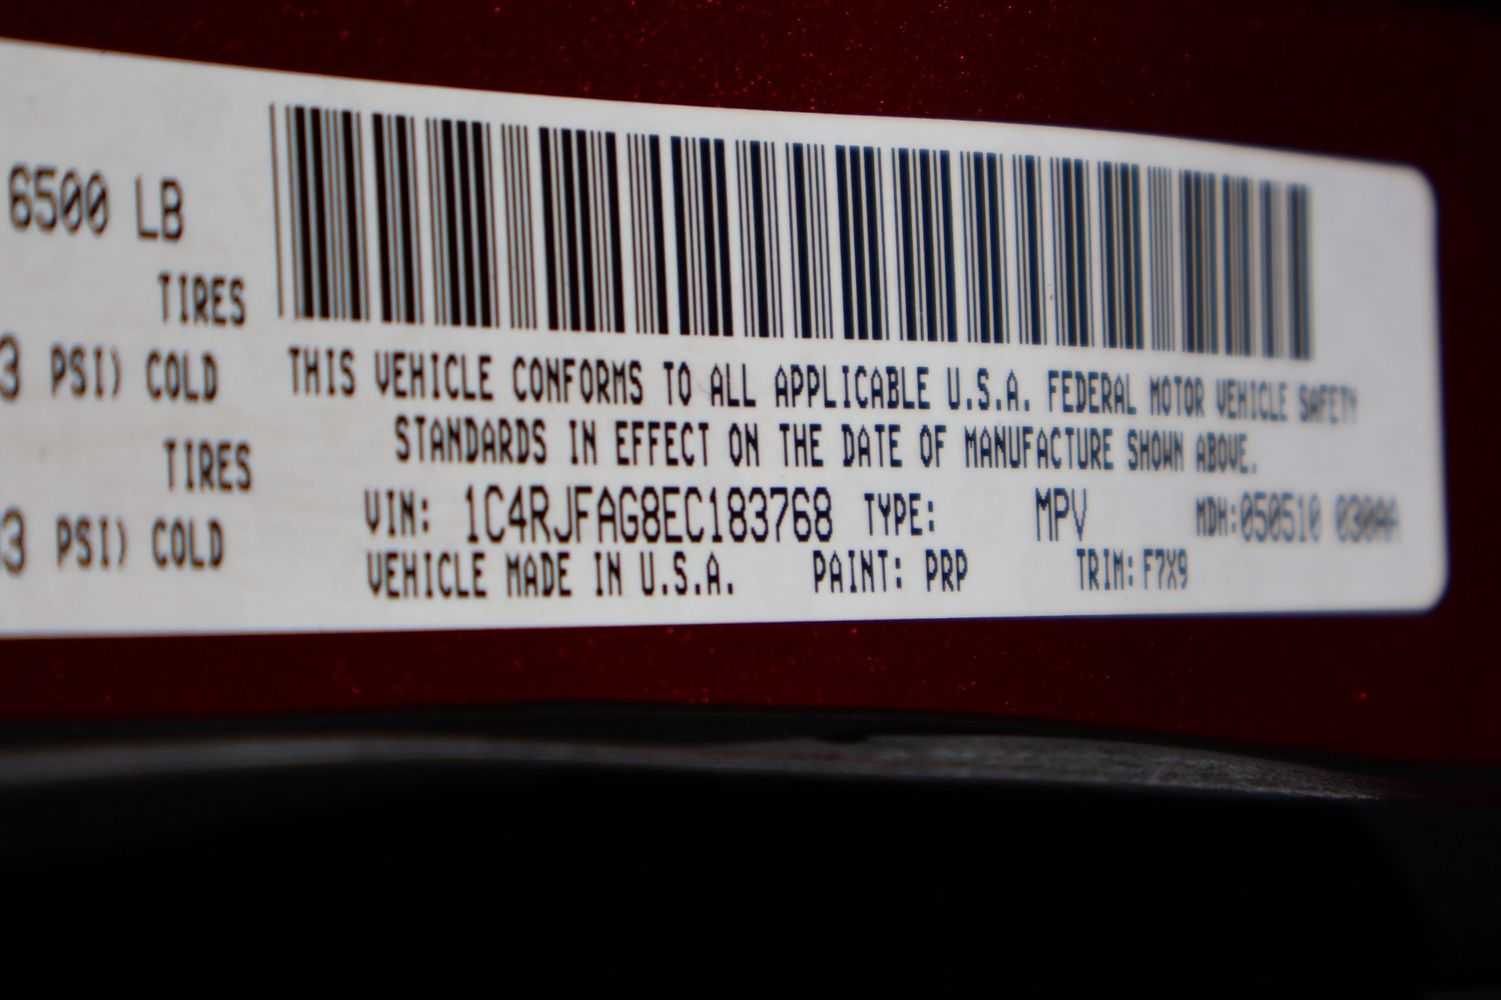 6500 LB
TIRES
3 PSI) COLD
TIRES
3 PSI) COLD
THIS VEHICLE CONFORMS TO ALL APPLICABLE U.S.A. FEDERAL MOTOR VEHICLE SAFETY
STANDARDS IN EFFECT ON THE DATE OF MANUFACTURE SHOWN ABOVE.
VIN: 1C4RJFAG8EC183768 TYPE: MPV MDH:050510 030AA
VEHICLE MADE IN U.S.A. PAINT: PRP TRIM: F7X9